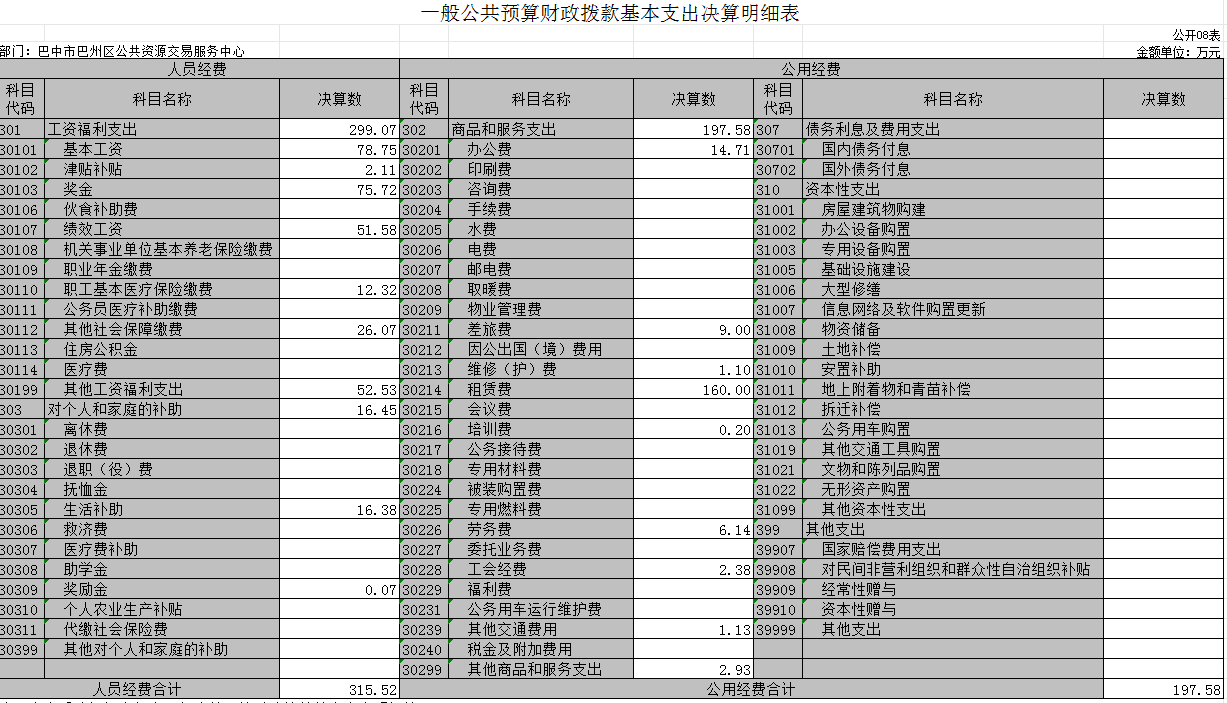 一般公共预算财政拨款基本支出决算明细表
公开08表
部门：巴中市巴州区公共资源交易服务中心 金额单位：万元
人员经费 公用经费
科目代码 科目名称 决算数 科目代码 科目名称 决算数 科目代码 科目名称 决算数
301 工资福利支出 299.07 302 商品和服务支出 197.58 307 债务利息及费用支出
30101 基本工资 78.75 30201 办公费 14.71 30701 国内债务付息
30102 津贴补贴 2.11 30202 印刷费 30702 国外债务付息
30103 奖金 75.72 30203 咨询费 310 资本性支出
30106 伙食补助费 30204 手续费 31001 房屋建筑物购建
30107 绩效工资 51.58 30205 水费 31002 办公设备购置
30108 机关事业单位基本养老保险缴费 30206 电费 31003 专用设备购置
30109 职业年金缴费 30207 邮电费 31005 基础设施建设
30110 职工基本医疗保险缴费 12.32 30208 取暖费 31006 大型修缮
30111 公务员医疗补助缴费 30209 物业管理费 31007 信息网络及软件购置更新
30112 其他社会保障缴费 26.07 30211 差旅费 9.00 31008 物资储备
30113 住房公积金 30212 因公出国（境）费用 31009 土地补偿
30114 医疗费 30213 维修（护）费 1.10 31010 安置补助
30199 其他工资福利支出 52.53 30214 租赁费 160.00 31011 地上附着物和青苗补偿
303 对个人和家庭的补助 16.45 30215 会议费 31012 拆迁补偿
30301 离休费 30216 培训费 0.20 31013 公务用车购置
30302 退休费 30217 公务接待费 31019 其他交通工具购置
30303 退职（役）费 30218 专用材料费 31021 文物和陈列品购置
30304 抚恤金 30224 被装购置费 31022 无形资产购置
30305 生活补助 16.38 30225 专用燃料费 31099 其他资本性支出
30306 救济费 30226 劳务费 6.14 399 其他支出
30307 医疗费补助 30227 委托业务费 39907 国家赔偿费用支出
30308 助学金 30228 工会经费 2.38 39908 对民间非营利组织和群众性自治组织补贴
30309 奖励金 0.07 30229 福利费 39909 经常性赠与
30310 个人农业生产补贴 30231 公务用车运行维护费 39910 资本性赠与
30311 代缴社会保险费 30239 其他交通费用 1.13 39999 其他支出
30399 其他对个人和家庭的补助 30240 税金及附加费用
30299 其他商品和服务支出 2.93
人员经费合计 315.52 公用经费合计 197.58